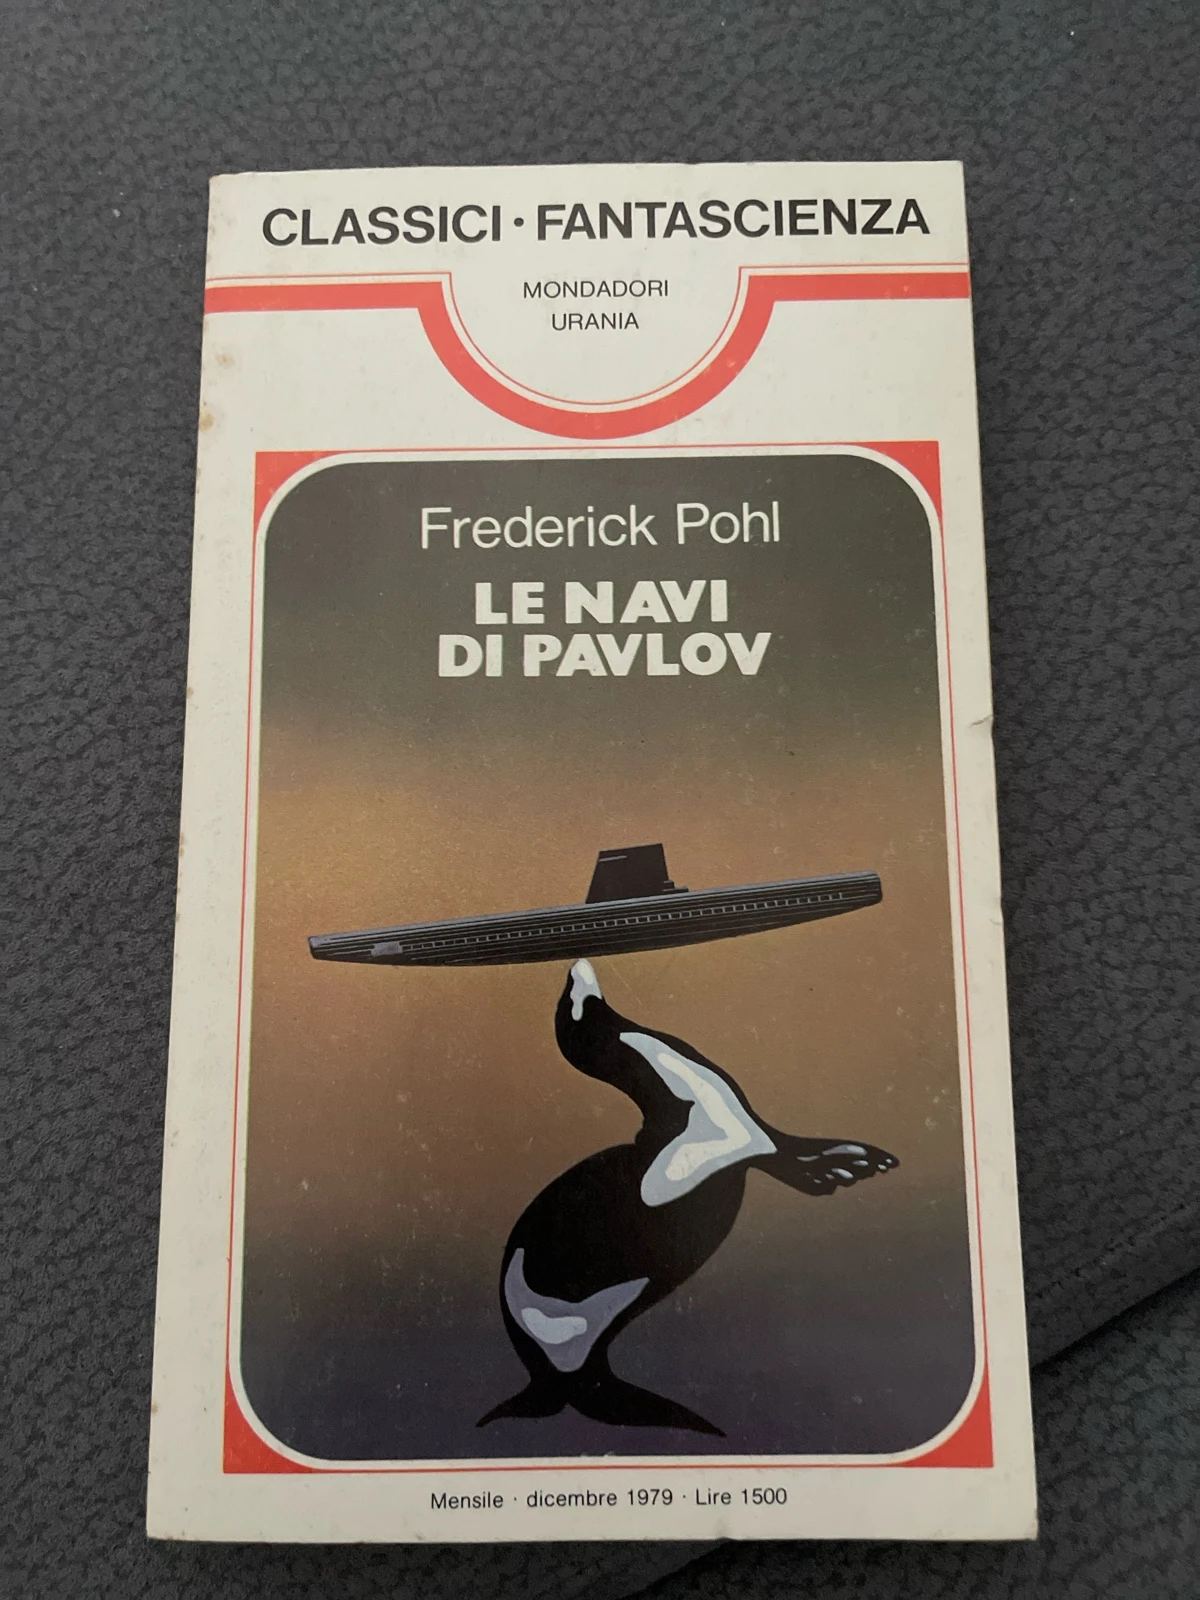 CLASSICI • FANTASCIENZA
MONDADORI
URANIA
Frederick Pohl
LE NAVI
DI PAVLOV
Mensile · dicembre 1979 · Lire 1500